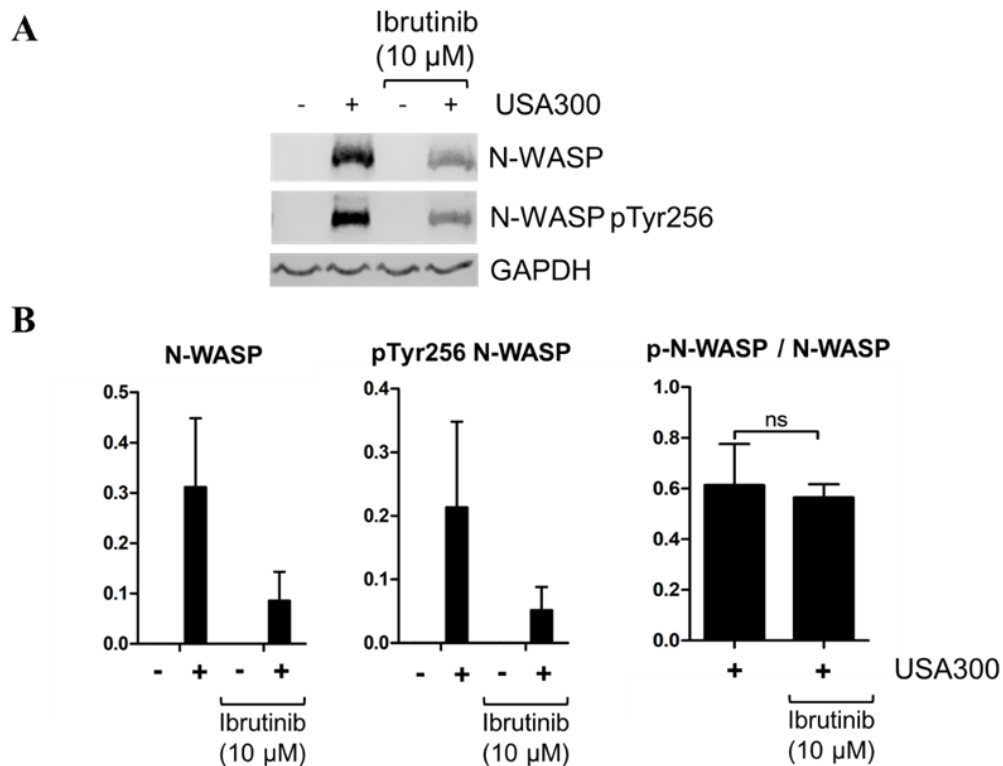 A
Ibrutinib
(10 µM)
- + - + USA300
N-WASP
N-WASP pTyr256
GAPDH
B
N-WASP
0.5
0.4
0.3
0.2
0.1
0.0
- + - +
Ibrutinib
(10 µM)
pTyr256 N-WASP
0.4
0.3
0.2
0.1
0.0
- + - +
Ibrutinib
(10 µM)
p-N-WASP / N-WASP
1.0
0.8
0.6
0.4
0.2
0.0
ns
+ + USA300
Ibrutinib
(10 µM)